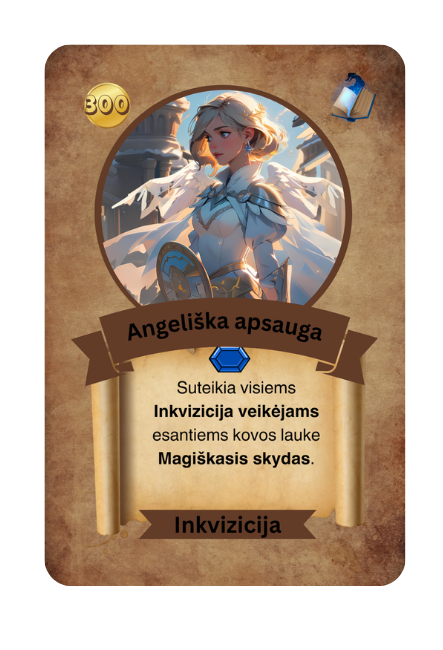 300
Angeliška apsauga
Suteikia visiems
Inkvizicija veikėjams
esantiems kovos lauke
Magiškasis skydas.
Inkvizicija